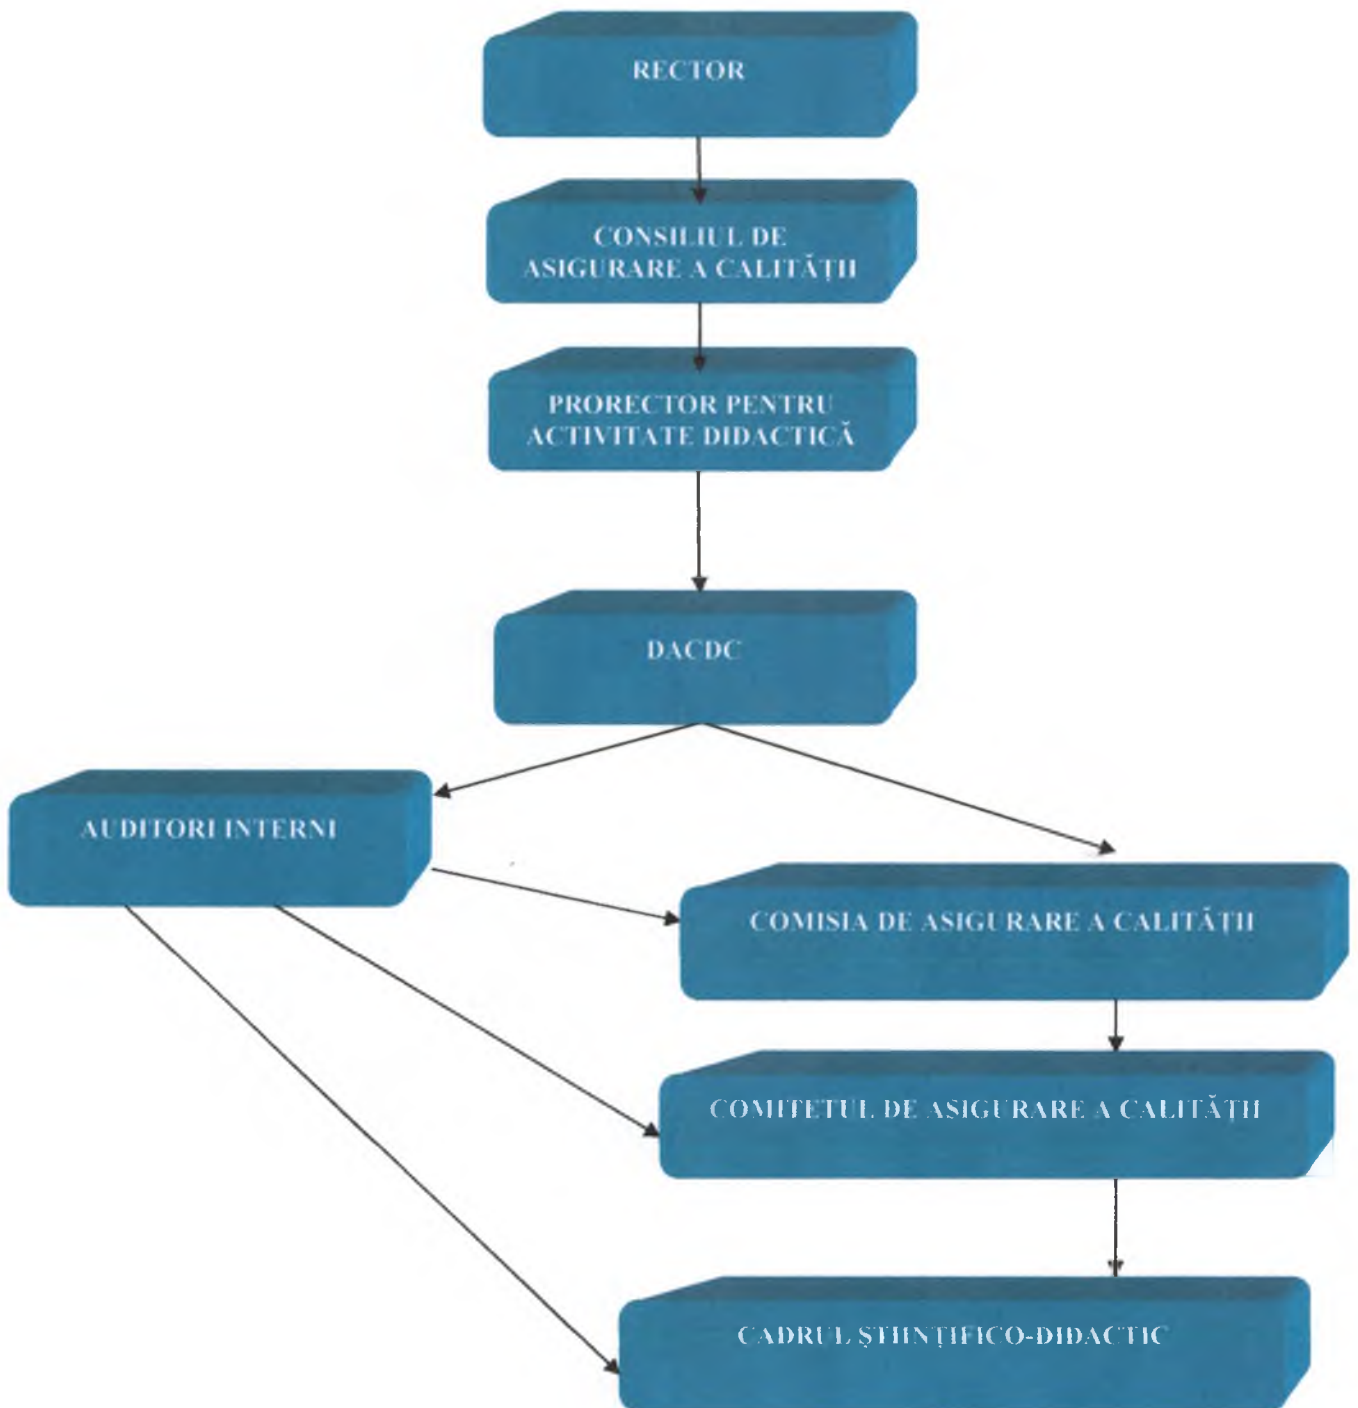 RECTOR
CONSILIUL DE
ASIGURARE A CALITĂȚII
PRORECTOR PENTRU
ACTIVITATE DIDACTICĂ
DACDC
AUDITORI INTERNI
COMISIA DE ASIGURARE A CALITĂȚII
COMITETUL DE ASIGURARE A CALITĂȚII
CADRUL ȘTIINȚIFICO-DIDACTIC